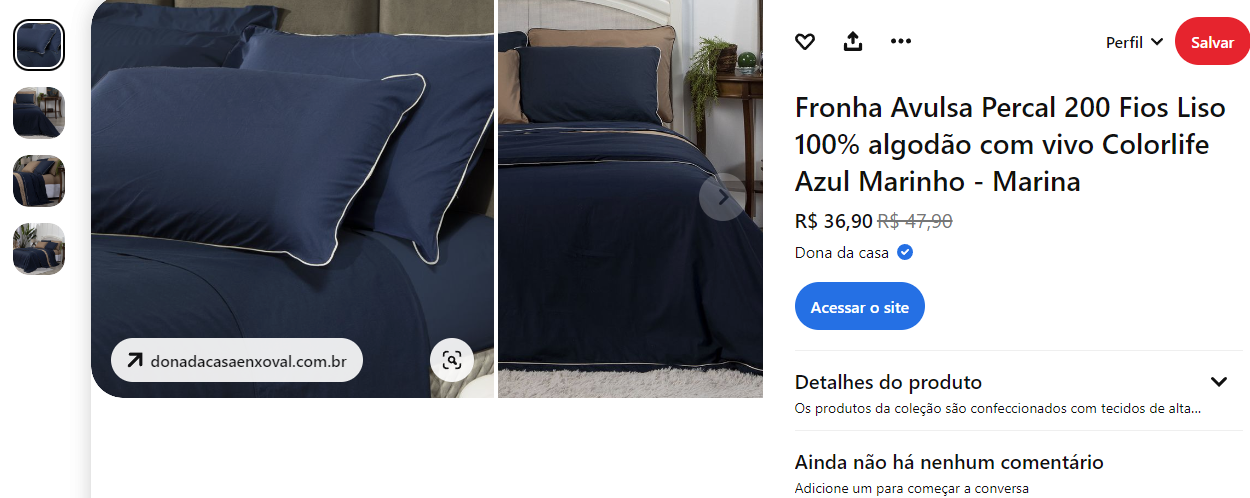 Perfil
Salvar
Fronha Avulsa Percal 200 Fios Liso
100% algodão com vivo Colorlife
Azul Marinho - Marina
R$ 36,90 R$ 47,90
Dona da casa
Acessar o site
donadacasaenxoval.com.br
Detalhes do produto
Os produtos da coleção são confeccionados com tecidos de alta...
Ainda não há nenhum comentário
Adicione um para começar a conversa